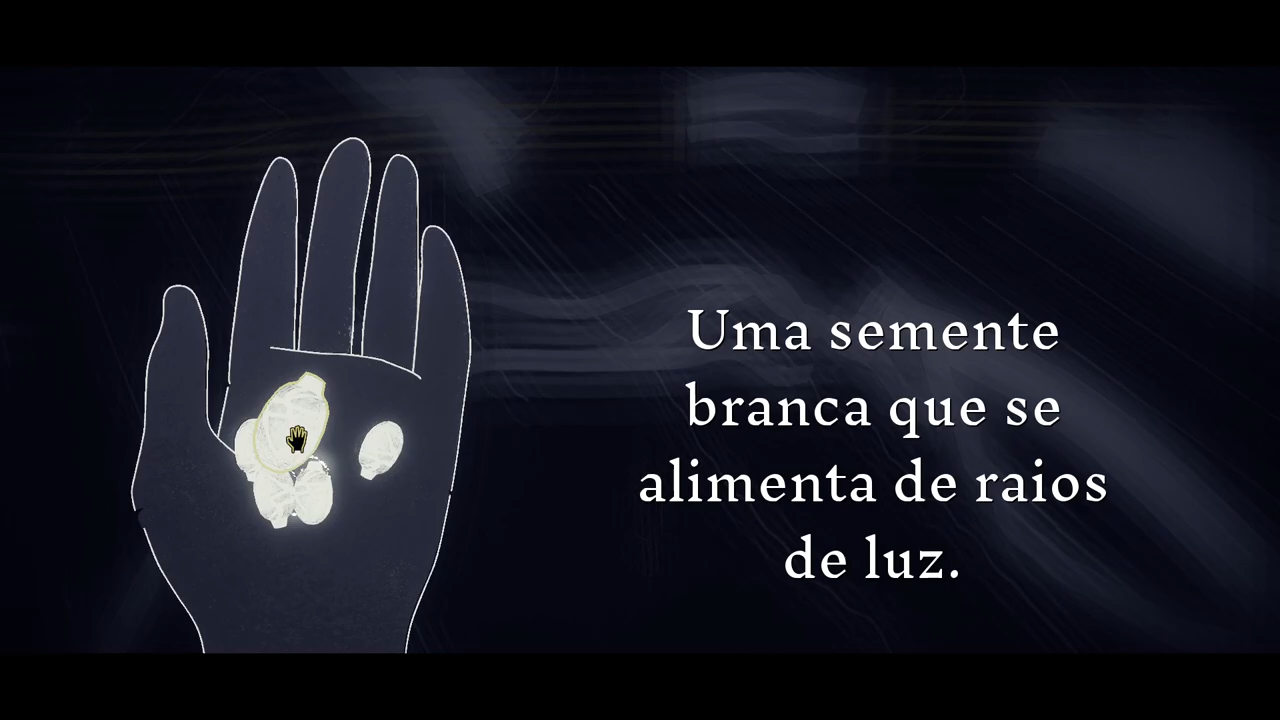 Uma semente
branca que se
alimenta de raios
de luz.